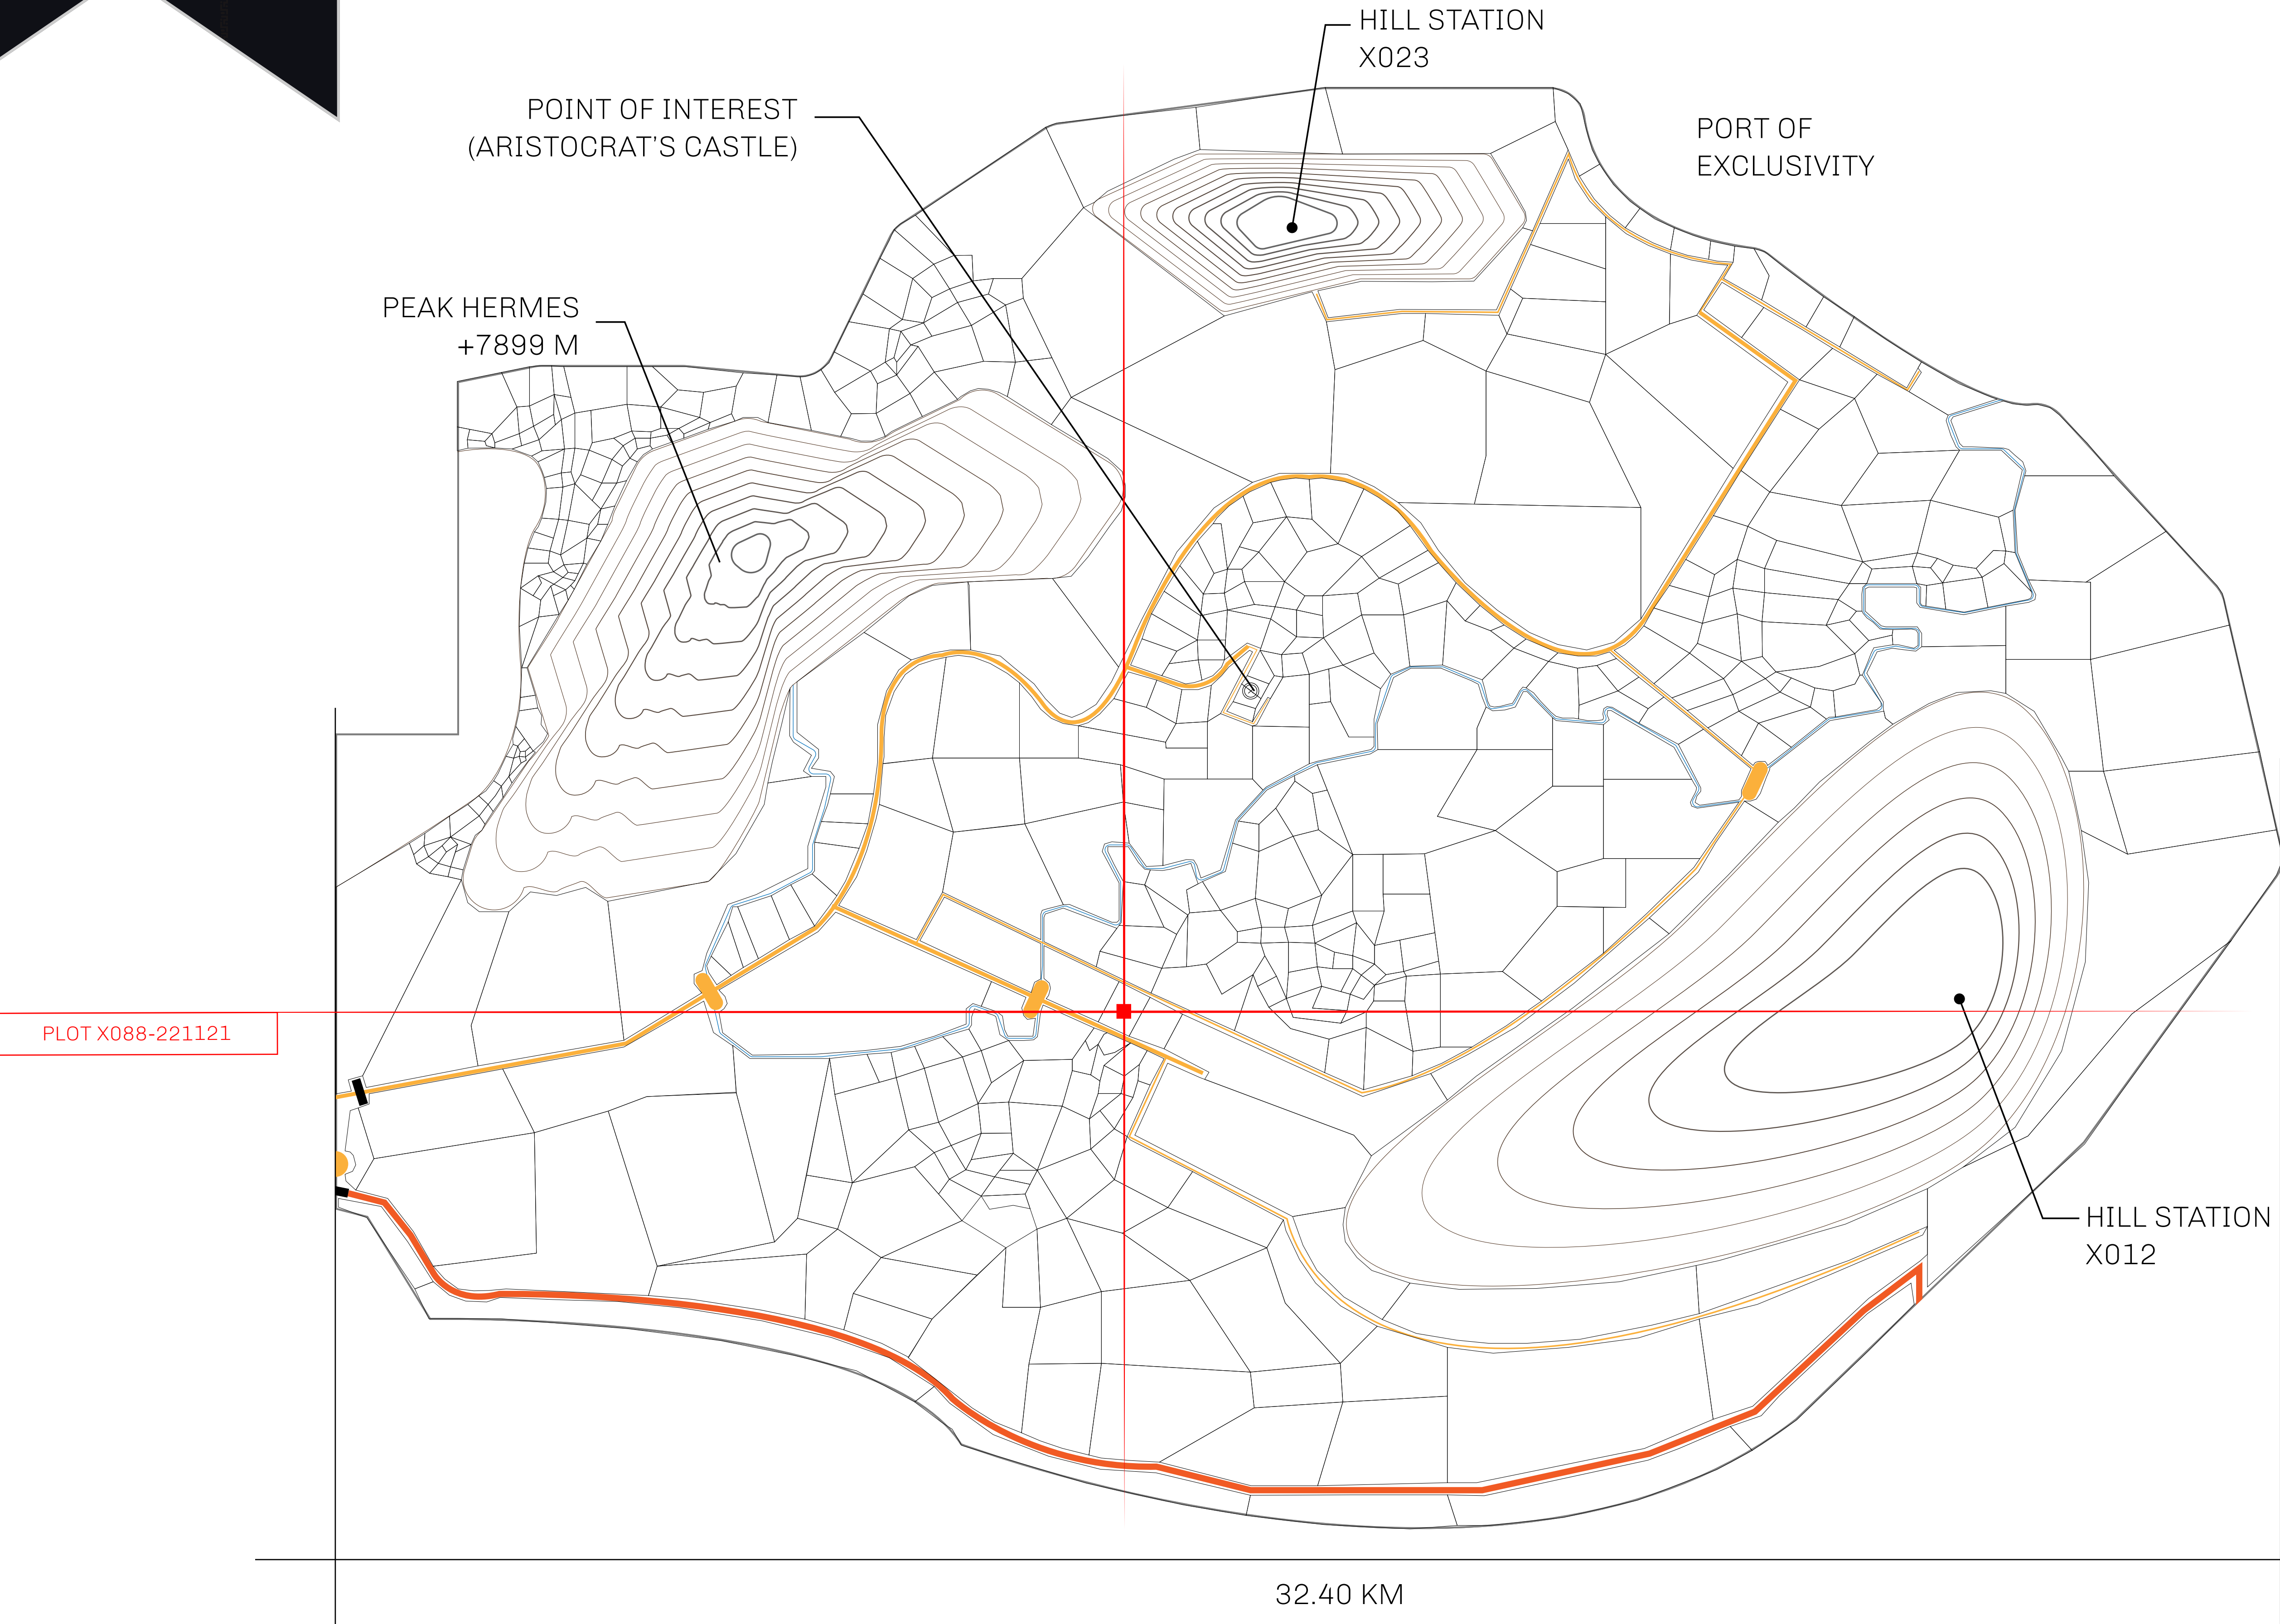 HILL STATION
X023
POINT OF INTEREST
(ARISTOCRAT'S CASTLE)
PORT OF
EXCLUSIVITY
PEAK HERMES
+7899 M
PLOT X088-221121
HILL STATION
X012
32.40 KM